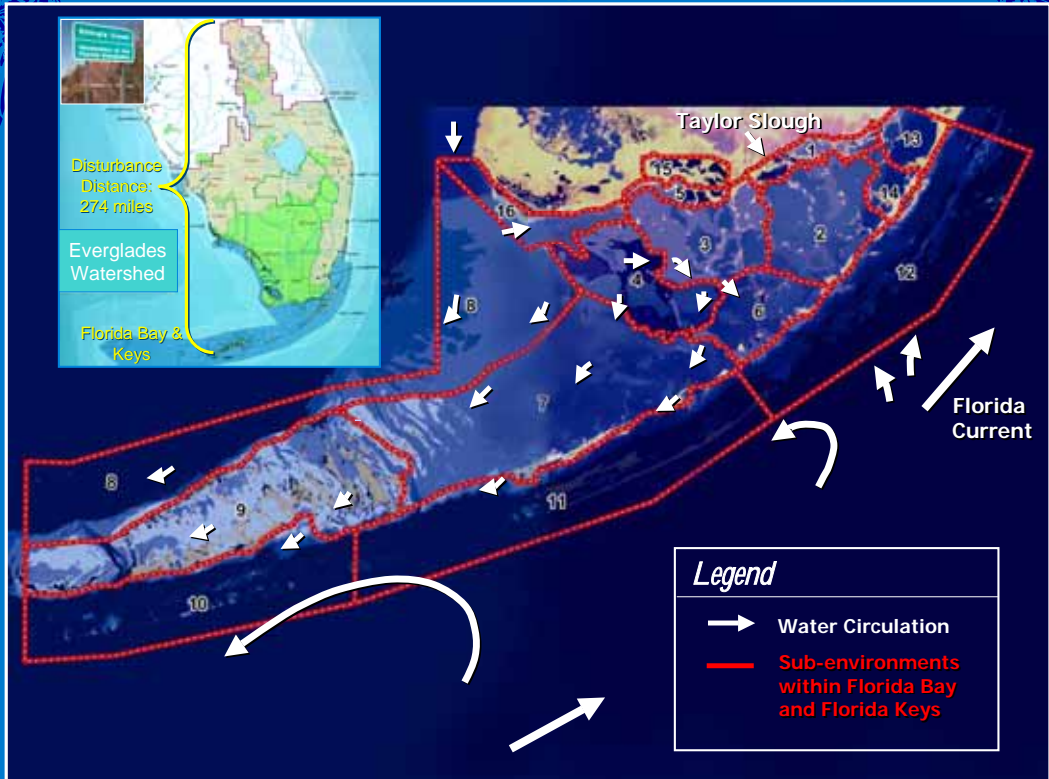 Disturbance
Distance:
274 miles
Everglades
Watershed
Florida Bay &
Keys
Taylor Slough
13
1
15
5
14
16
3
2
4
12
8
6
7
Florida
Current
8
9
11
10
Legend
Water Circulation
Sub-environments
within Florida Bay
and Florida Keys